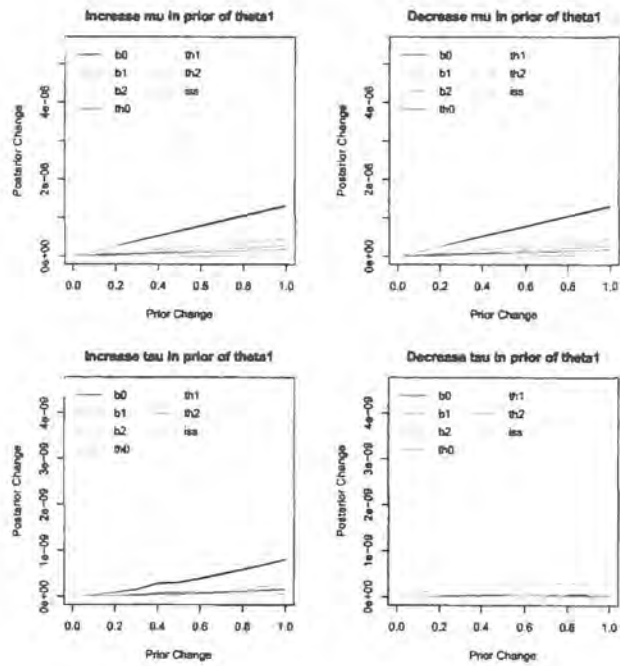 Increase mu in prior of theta1
Decrease mu in prior of theta1
b0 th1
b1 th2
b2 iss
th0
b0 th1
b1 th2
b2 iss
th0
Posterior Change
0e+00 2e-06 4e-06
Posterior Change
0e+00 2e-06 4e-06
0.0 0.2 0.4 0.6 0.8 1.0
0.0 0.2 0.4 0.6 0.8 1.0
Prior Change
Prior Change
Increase tau in prior of theta1
Decrease tau in prior of theta1
b0 th1
b1 th2
b2 iss
th0
b0 th1
b1 th2
b2 iss
th0
Posterior Change
0e+00 1e-09 2e-09 3e-09 4e-09
Posterior Change
0e+00 1e-09 2e-09 3e-09 4e-09
0.0 0.2 0.4 0.6 0.8 1.0
0.0 0.2 0.4 0.6 0.8 1.0
Prior Change
Prior Change